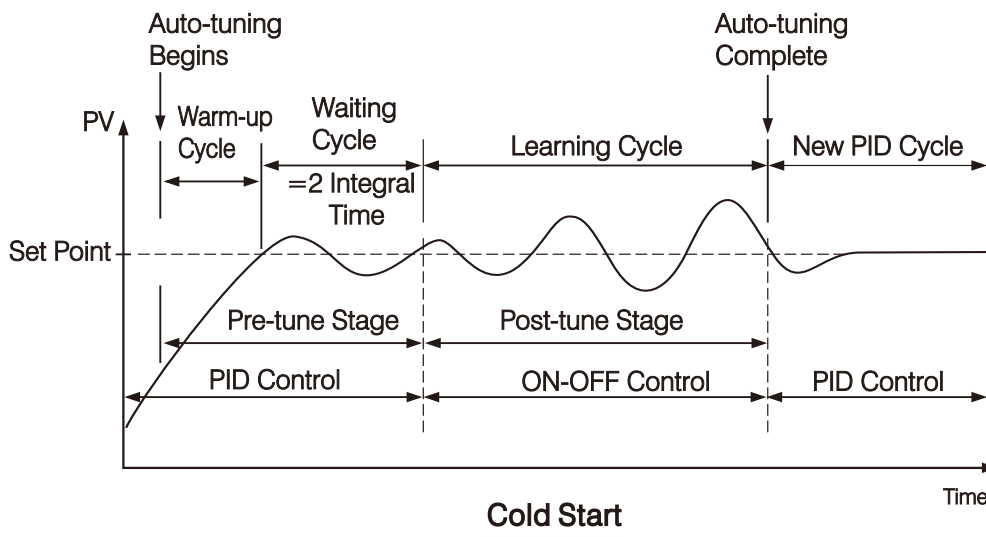 Auto-tuning
Begins
Auto-tuning
Complete
PV
Warm-up
Cycle
Waiting
Cycle
=2 Integral
Time
Learning Cycle
New PID Cycle
Set Point
Pre-tune Stage
Post-tune Stage
PID Control
ON-OFF Control
PID Control
Time
Cold Start